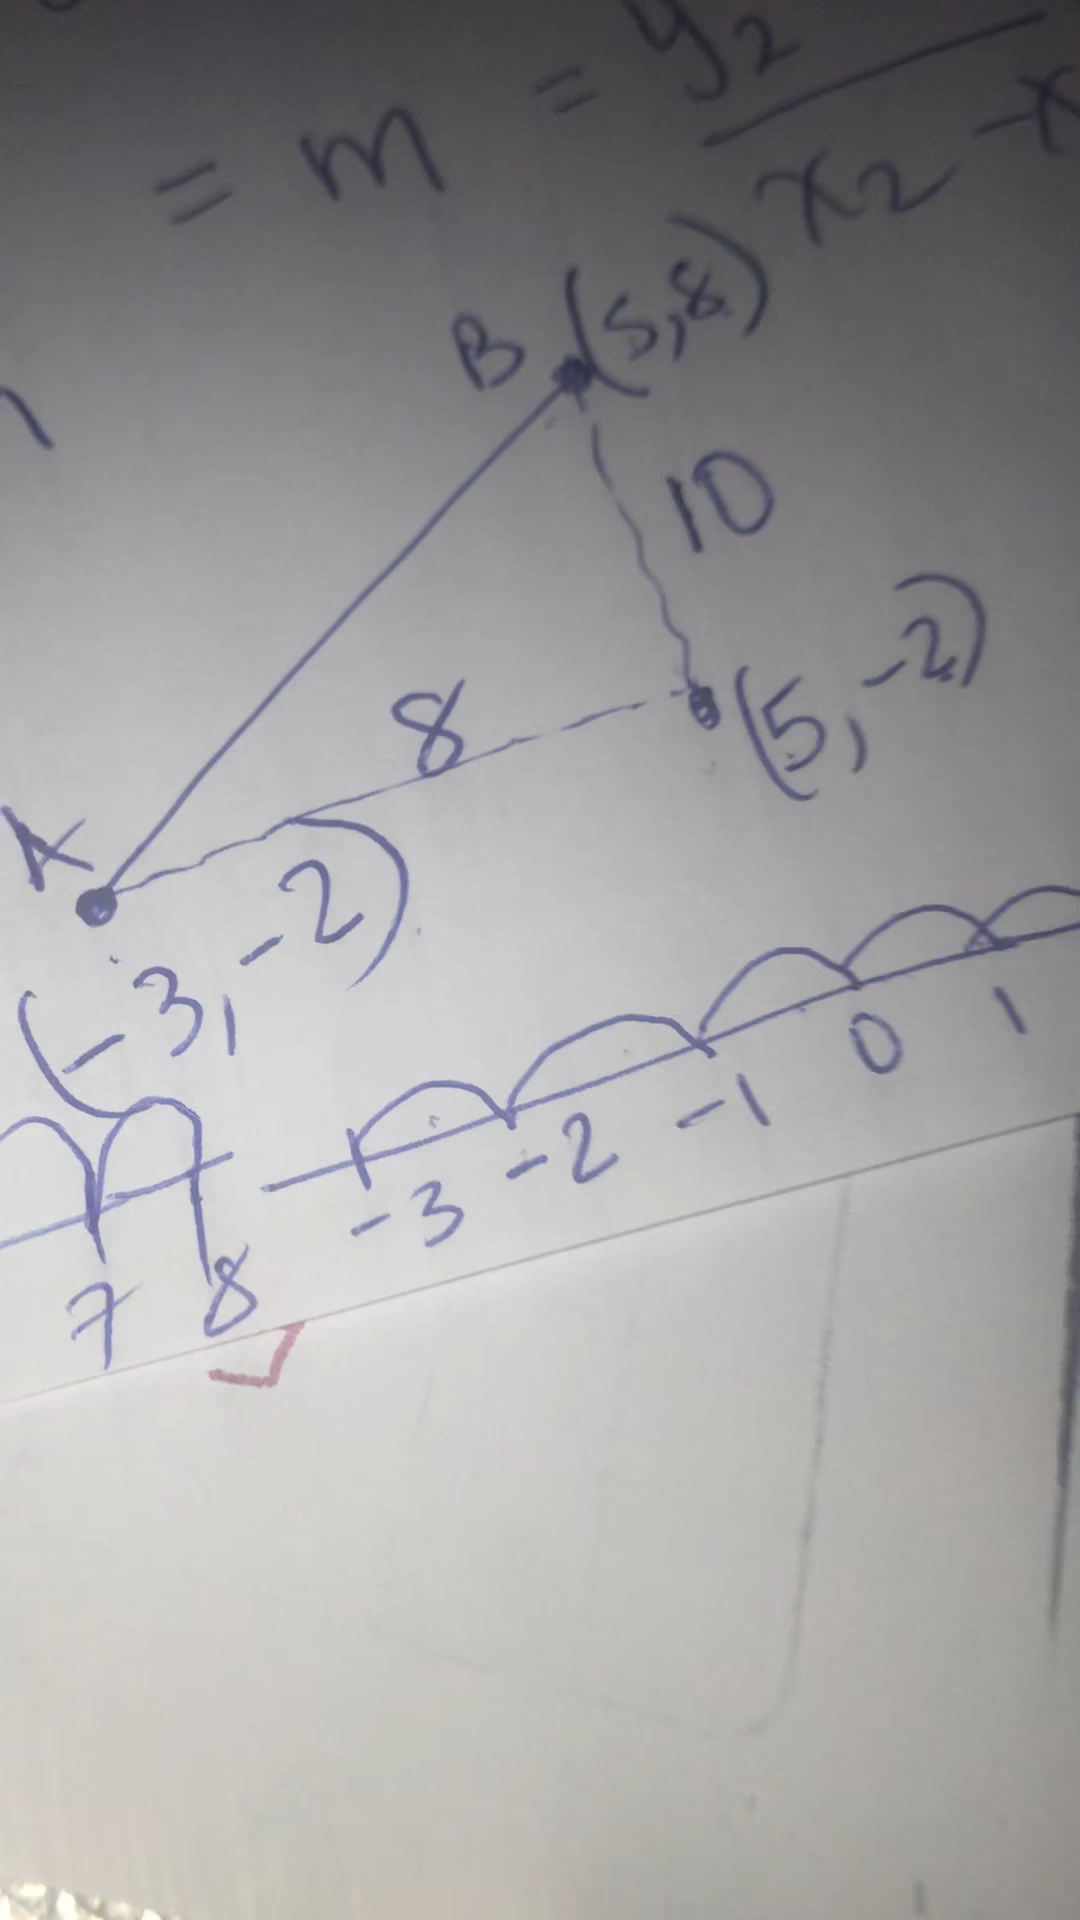 = m = y2
x2 - x
B (5,8)
10
8
(5, -2)
A
(-3, -2)
-3 -2 -1 0 1
7 8